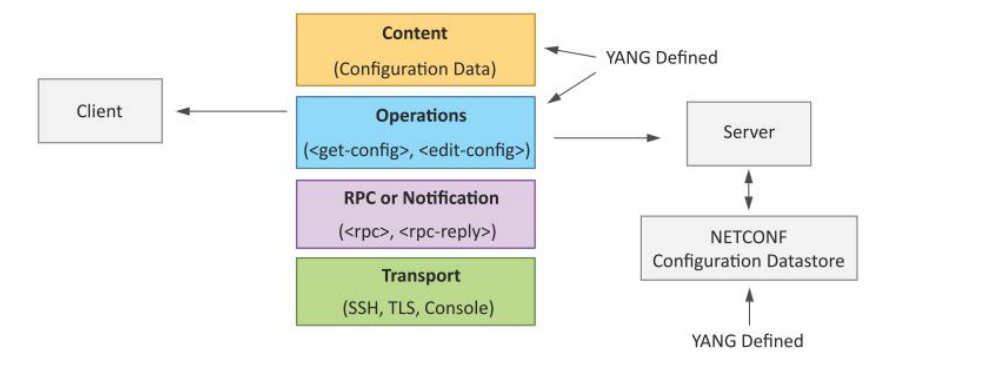 Content
(Configuration Data)
YANG Defined
Client
Operations
(<get-config>, <edit-config>)
Server
RPC or Notification
(<rpc>, <rpc-reply>)
NETCONF
Configuration Datastore
Transport
(SSH, TLS, Console)
YANG Defined